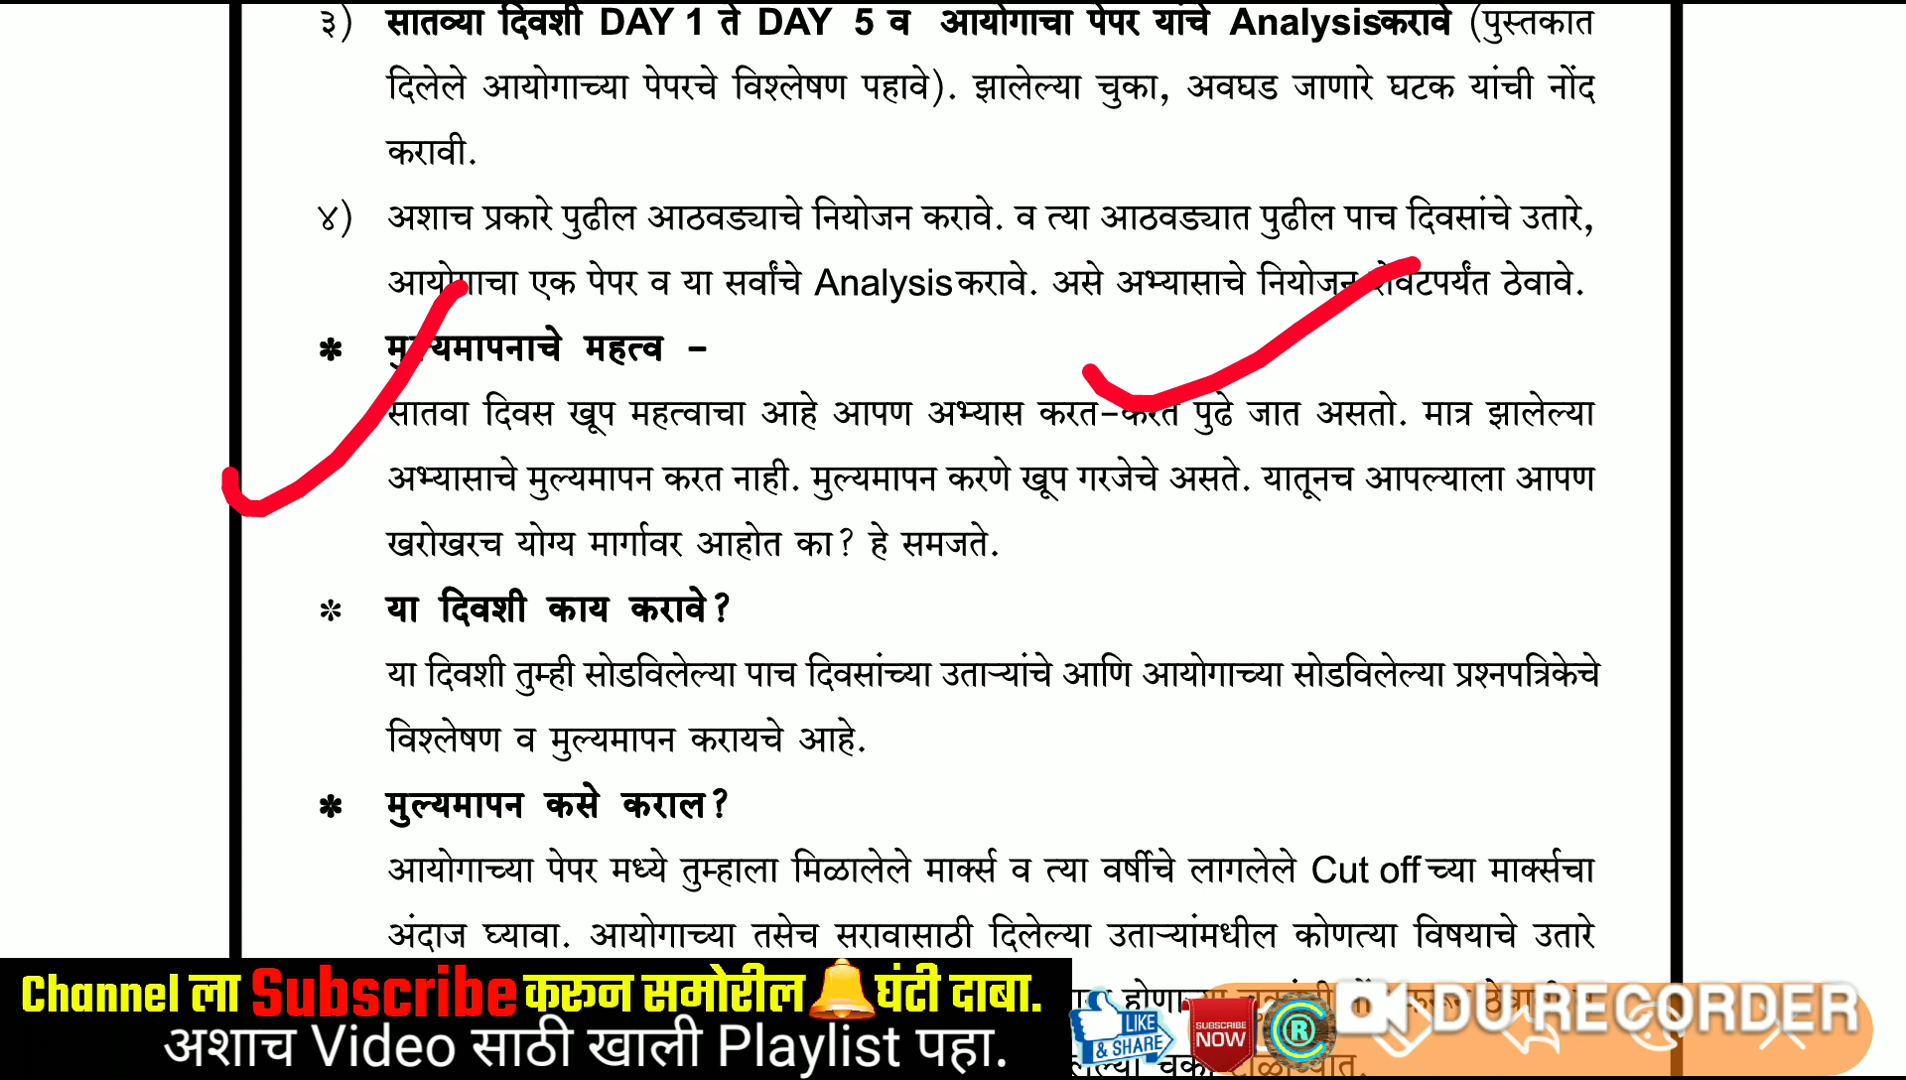 ३) सातव्या दिवशी DAY 1 ते DAY 5 व आयोगाचा पेपर यांचे Analysisकरावे (पुस्तकात
दिलेले आयोगाच्या पेपरचे विश्लेषण पहावे). झालेल्या चुका, अवघड जाणारे घटक यांची नोंद
करावी.
४) अशाच प्रकारे पुढील आठवड्याचे नियोजन करावे. व त्या आठवड्यात पुढील पाच दिवसांचे उतारे,
आयोगाचा एक पेपर व या सर्वांचे Analysisकरावे. असे अभ्यासाचे नियोजन शेवटपर्यंत ठेवावे.
* मुल्यमापनाचे महत्व –
सातवा दिवस खूप महत्वाचा आहे आपण अभ्यास करत-करत पुढे जात असतो. मात्र झालेल्या
अभ्यासाचे मुल्यमापन करत नाही. मुल्यमापन करणे खूप गरजेचे असते. यातूनच आपल्याला आपण
खरोखरच योग्य मार्गावर आहोत का? हे समजते.
* या दिवशी काय करावे?
या दिवशी तुम्ही सोडविलेल्या पाच दिवसांच्या उताऱ्यांचे आणि आयोगाच्या सोडविलेल्या प्रश्नपत्रिकेचे
विश्लेषण व मुल्यमापन करायचे आहे.
* मुल्यमापन कसे कराल?
आयोगाच्या पेपर मध्ये तुम्हाला मिळालेले मार्क्स व त्या वर्षीचे लागलेले Cut off च्या मार्क्सचा
अंदाज घ्यावा. आयोगाच्या तसेच सरावासाठी दिलेल्या उताऱ्यांमधील कोणत्या विषयाचे उतारे
Channel ला Subscribe करून समोरील घंटी दाबा.
अशाच Video साठी खाली Playlist पहा.
LIKE
& SHARE
SUBSCRIBE
NOW
R
DU RECORDER